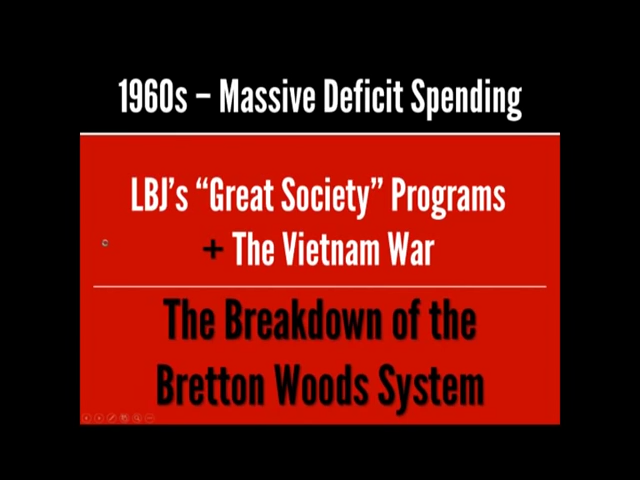 1960s – Massive Deficit Spending
LBJ's “Great Society” Programs
+ The Vietnam War
The Breakdown of the
Bretton Woods System